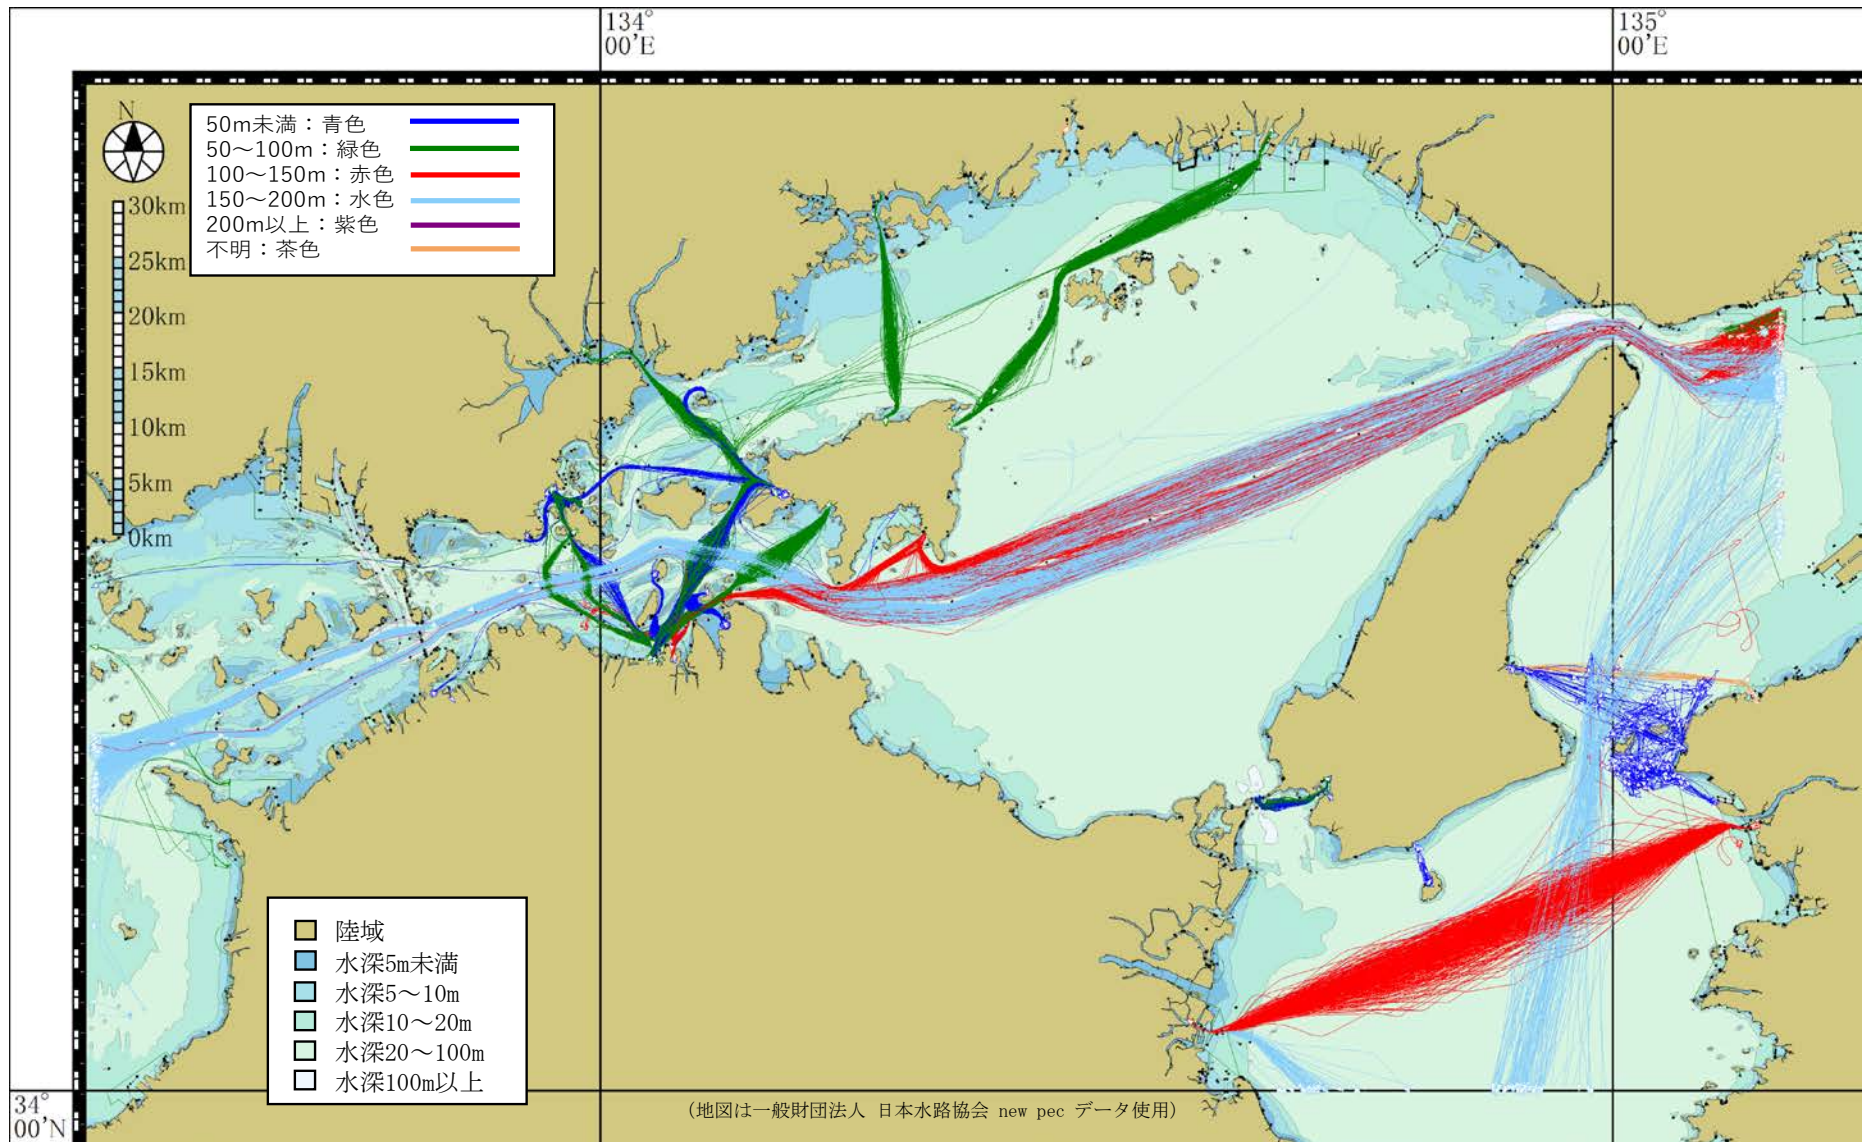 134°
00'E
135°
00'E
N
50m未満：青色
50～100m：緑色
100～150m：赤色
150～200m：水色
200m以上：紫色
不明：茶色
30km
25km
20km
15km
10km
5km
0km
陸域
水深5m未満
水深5～10m
水深10～20m
水深20～100m
水深100m以上
34°
00'N
(地図は一般財団法人 日本水路協会 new pec データ使用)